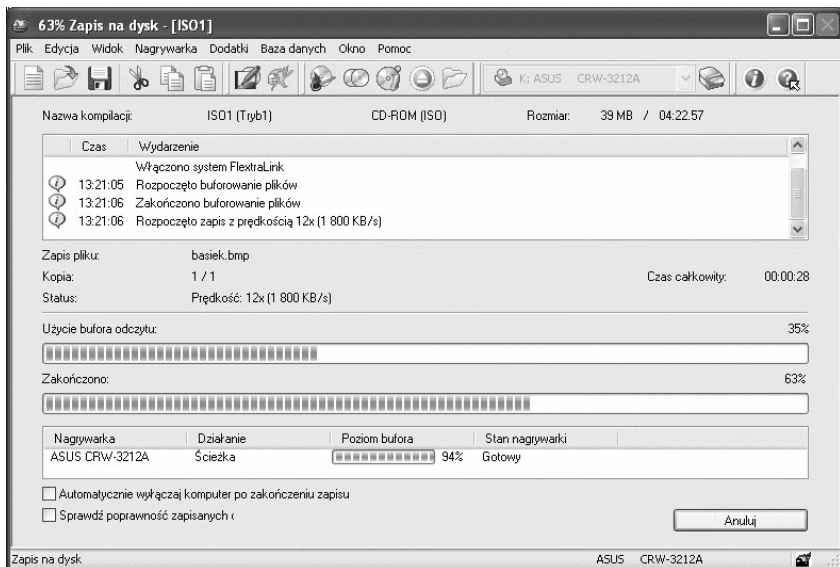 63% Zapis na dysk - [ISO1]
Plik Edycja Widok Nagrywarka Dodatki Baza danych Okno Pomoc
K: ASUS CRW-3212A
Nazwa kompilacji: ISO1 (Tryb1) CD-ROM (ISO) Rozmiar: 39 MB / 04:22.57
Czas Wydarzenie
Włączono system FlextraLink
13:21:05 Rozpoczęto buforowanie plików
13:21:06 Zakończono buforowanie plików
13:21:06 Rozpoczęto zapis z prędkością 12x (1 800 KB/s)
Zapis pliku: basiek.bmp
Kopia: 1 / 1 Czas całkowity: 00:00:28
Status: Prędkość: 12x (1 800 KB/s)
Użycie bufora odczytu: 35%
Zakończono: 63%
Nagrywarka Działanie Poziom bufora Stan nagrywarki
ASUS CRW-3212A Ścieżka 94% Gotowy
Automatycznie wyłączaj komputer po zakończeniu zapisu
Sprawdź poprawność zapisanych
Anuluj
Zapis na dysk ASUS CRW-3212A